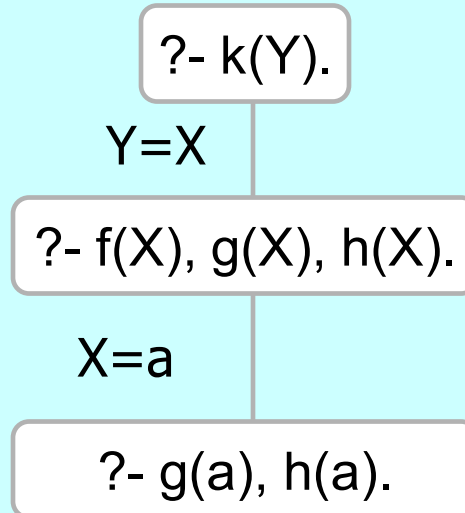 ?- k(Y).
Y=X
?- f(X), g(X), h(X).
X=a
?- g(a), h(a).